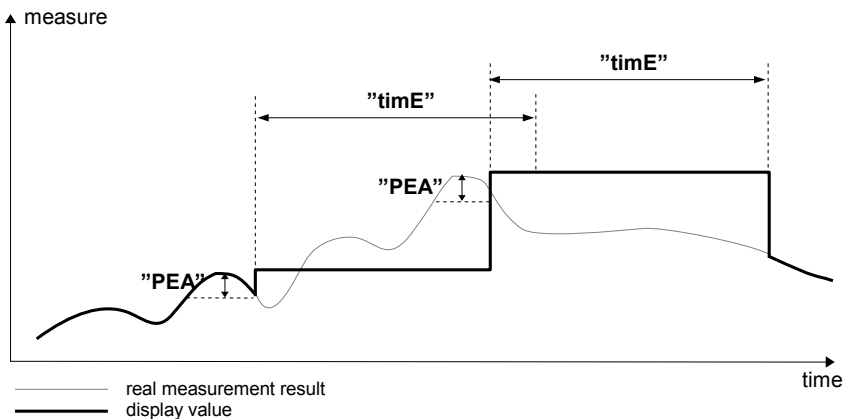 measure
”timE”
”timE”
”PEA”
”PEA”
time
real measurement result
display value